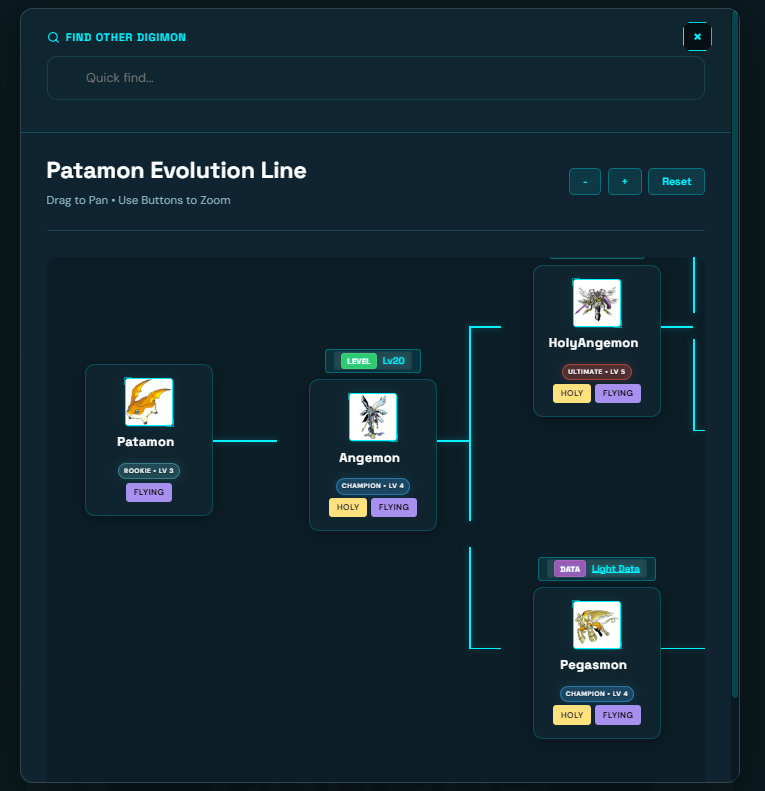 FIND OTHER DIGIMON
×
Quick find...
Patamon Evolution Line
Drag to Pan • Use Buttons to Zoom
-
+
Reset
Patamon
ROOKIE • LV 3
FLYING
LEVEL Lv20
Angemon
CHAMPION • LV 4
HOLY FLYING
HolyAngemon
ULTIMATE • LV 5
HOLY FLYING
DATA Light Data
Pegasmon
CHAMPION • LV 4
HOLY FLYING